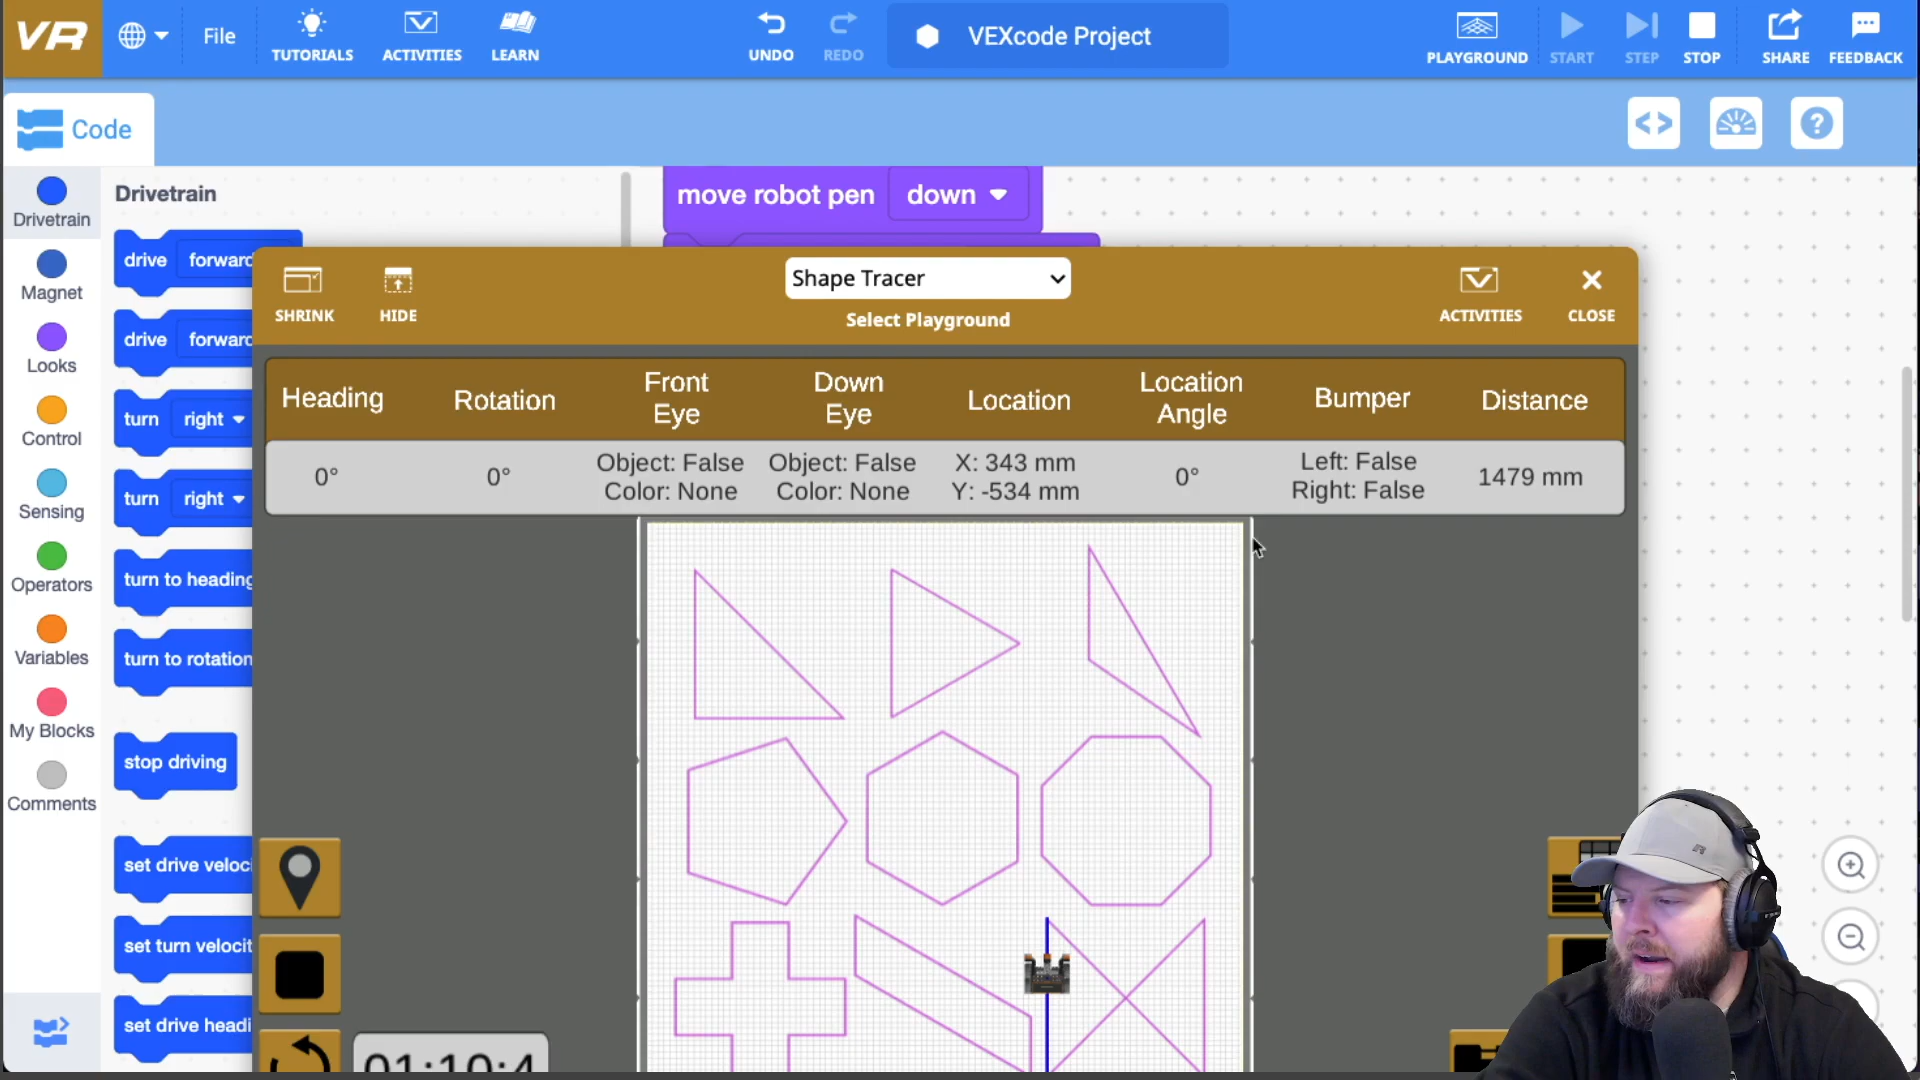 VR
File
TUTORIALS
ACTIVITIES
LEARN
UNDO
REDO
VEXcode Project
PLAYGROUND
START
STEP
STOP
SHARE
FEEDBACK
Code
Drivetrain
Magnet
Looks
Control
Sensing
Operators
Variables
My Blocks
Comments
Drivetrain
drive forward
drive forward
turn right
turn right
turn to heading
turn to rotation
stop driving
set drive veloci
set turn velocit
set drive headi
move robot pen down
SHRINK
HIDE
Shape Tracer
Select Playground
ACTIVITIES
CLOSE
Heading
Rotation
Front
Eye
Down
Eye
Location
Location
Angle
Bumper
Distance
0°
0°
Object: False
Color: None
Object: False
Color: None
X: 343 mm
Y: -534 mm
0°
Left: False
Right: False
1479 mm
01:10:4